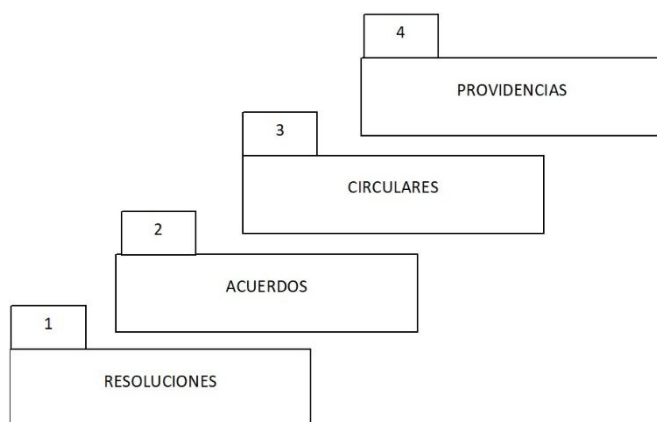 4
PROVIDENCIAS
3
CIRCULARES
2
ACUERDOS
1
RESOLUCIONES